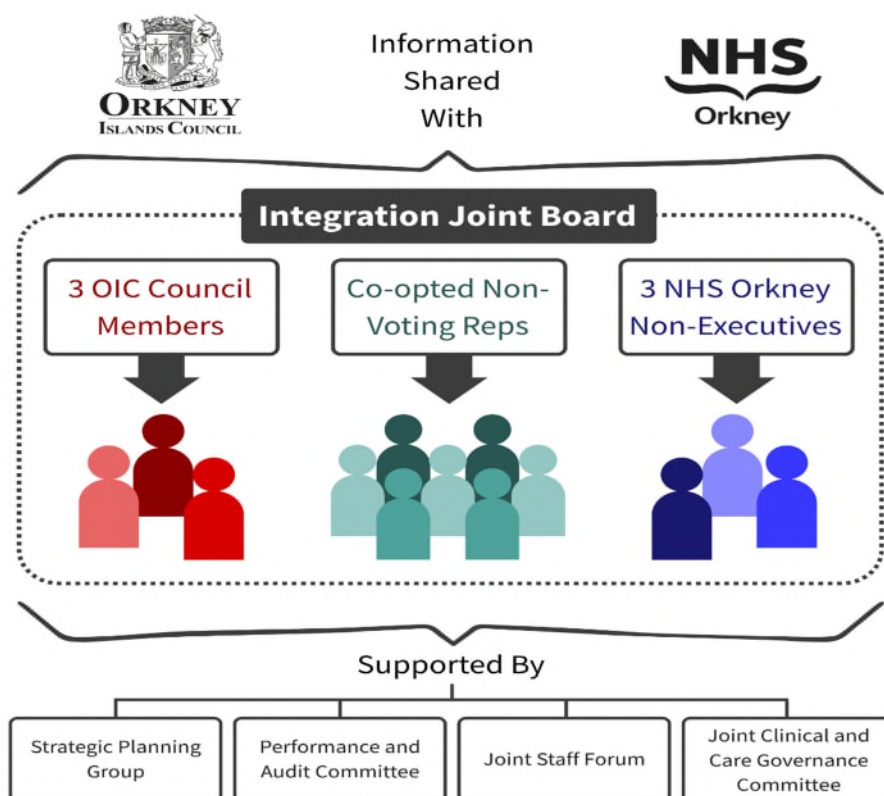 ORKNEY
ISLANDS COUNCIL
Information
Shared
With
NHS
Orkney
Integration Joint Board
3 OIC Council
Members
Co-opted Non-
Voting Reps
3 NHS Orkney
Non-Executives
Supported By
Strategic Planning
Group
Performance and
Audit Committee
Joint Staff Forum
Joint Clinical and
Care Governance
Committee